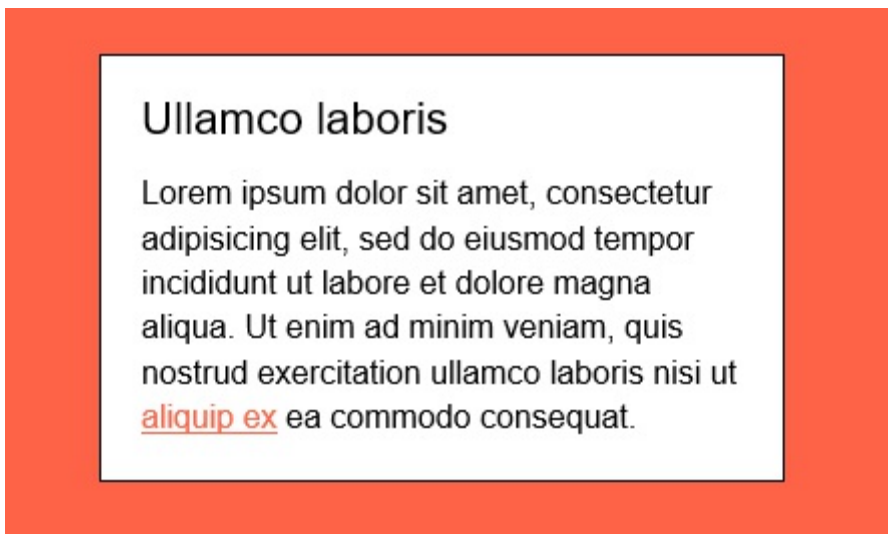 Ullamco laboris
Lorem ipsum dolor sit amet, consectetur
adipisicing elit, sed do eiusmod tempor
incididunt ut labore et dolore magna
aliqua. Ut enim ad minim veniam, quis
nostrud exercitation ullamco laboris nisi ut
aliquip ex ea commodo consequat.